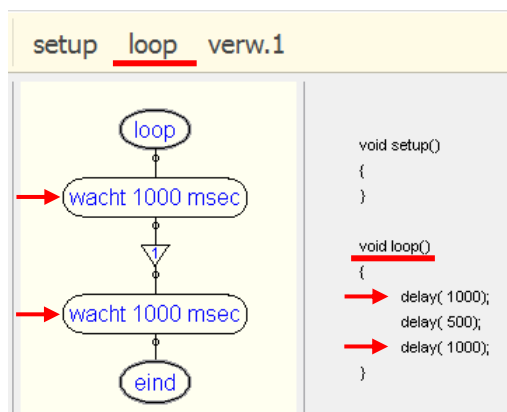 setup loop verw.1
loop
wacht 1000 msec
1
wacht 1000 msec
eind
void setup()
{
}
void loop()
{
delay( 1000);
delay( 500);
delay( 1000);
}